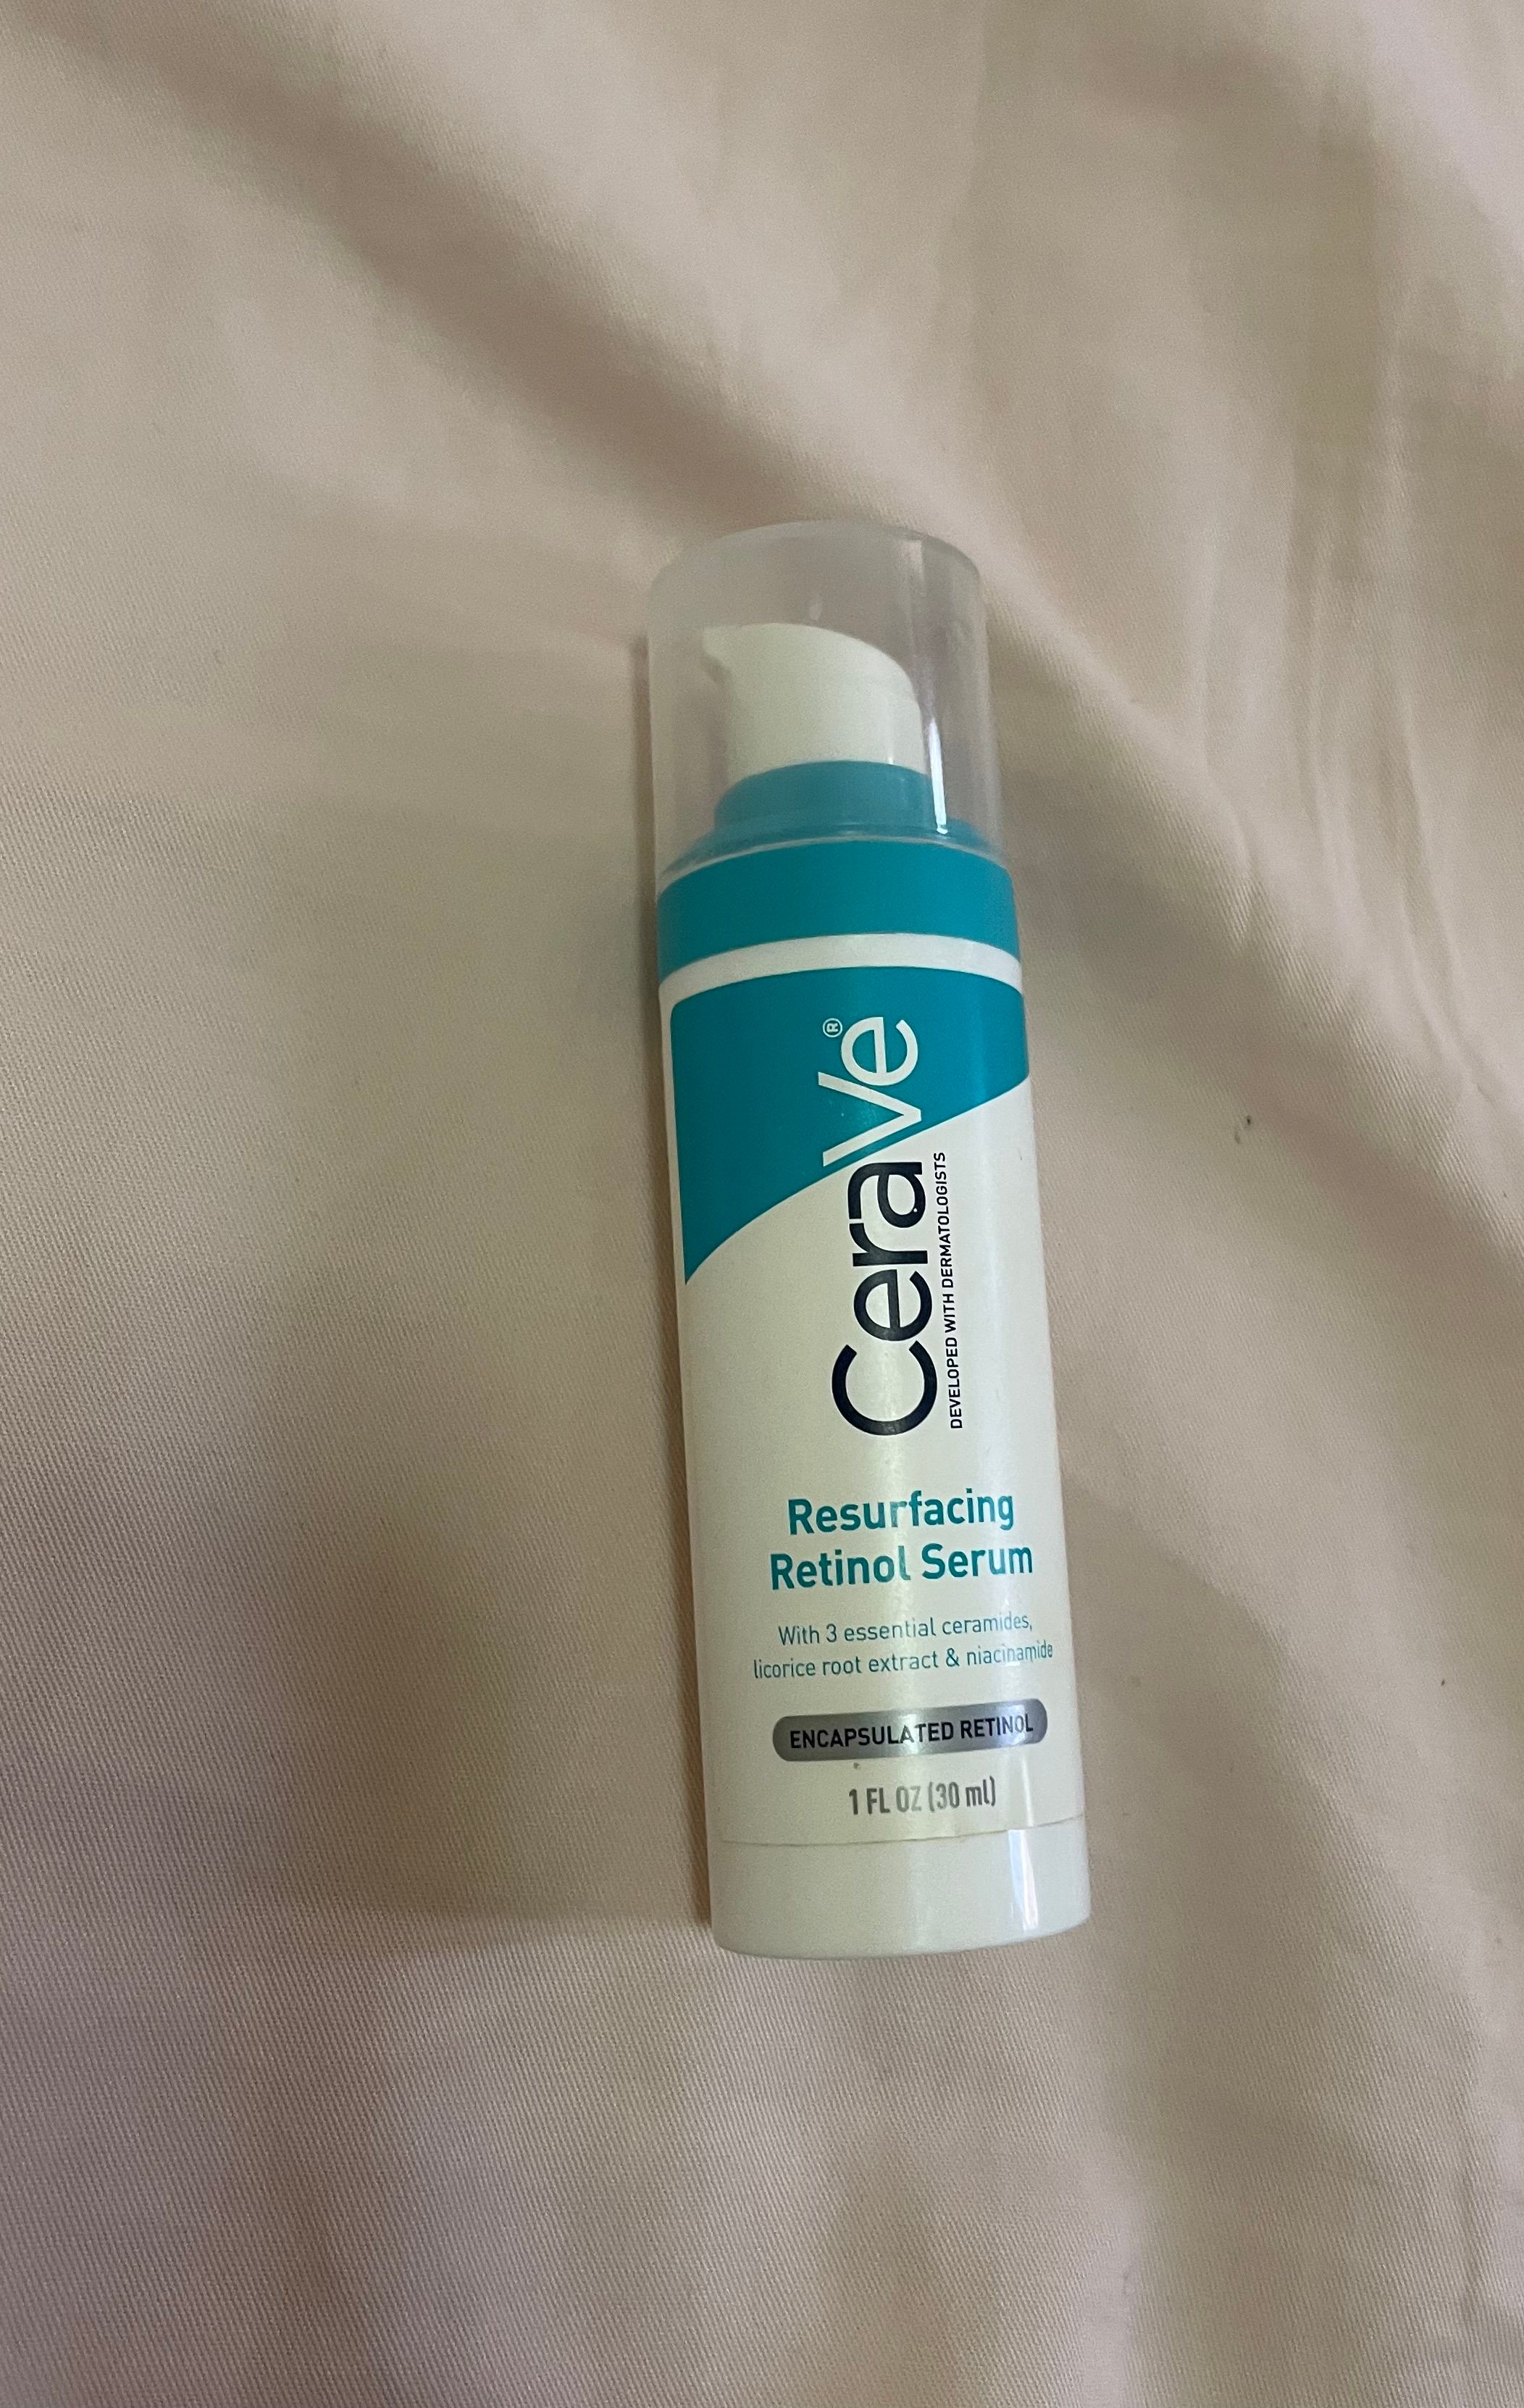 CeraVe®
DEVELOPED WITH DERMATOLOGISTS
Resurfacing
Retinol Serum
With 3 essential ceramides,
licorice root extract & niacinamide
ENCAPSULATED RETINOL
1 FL OZ (30 ml)